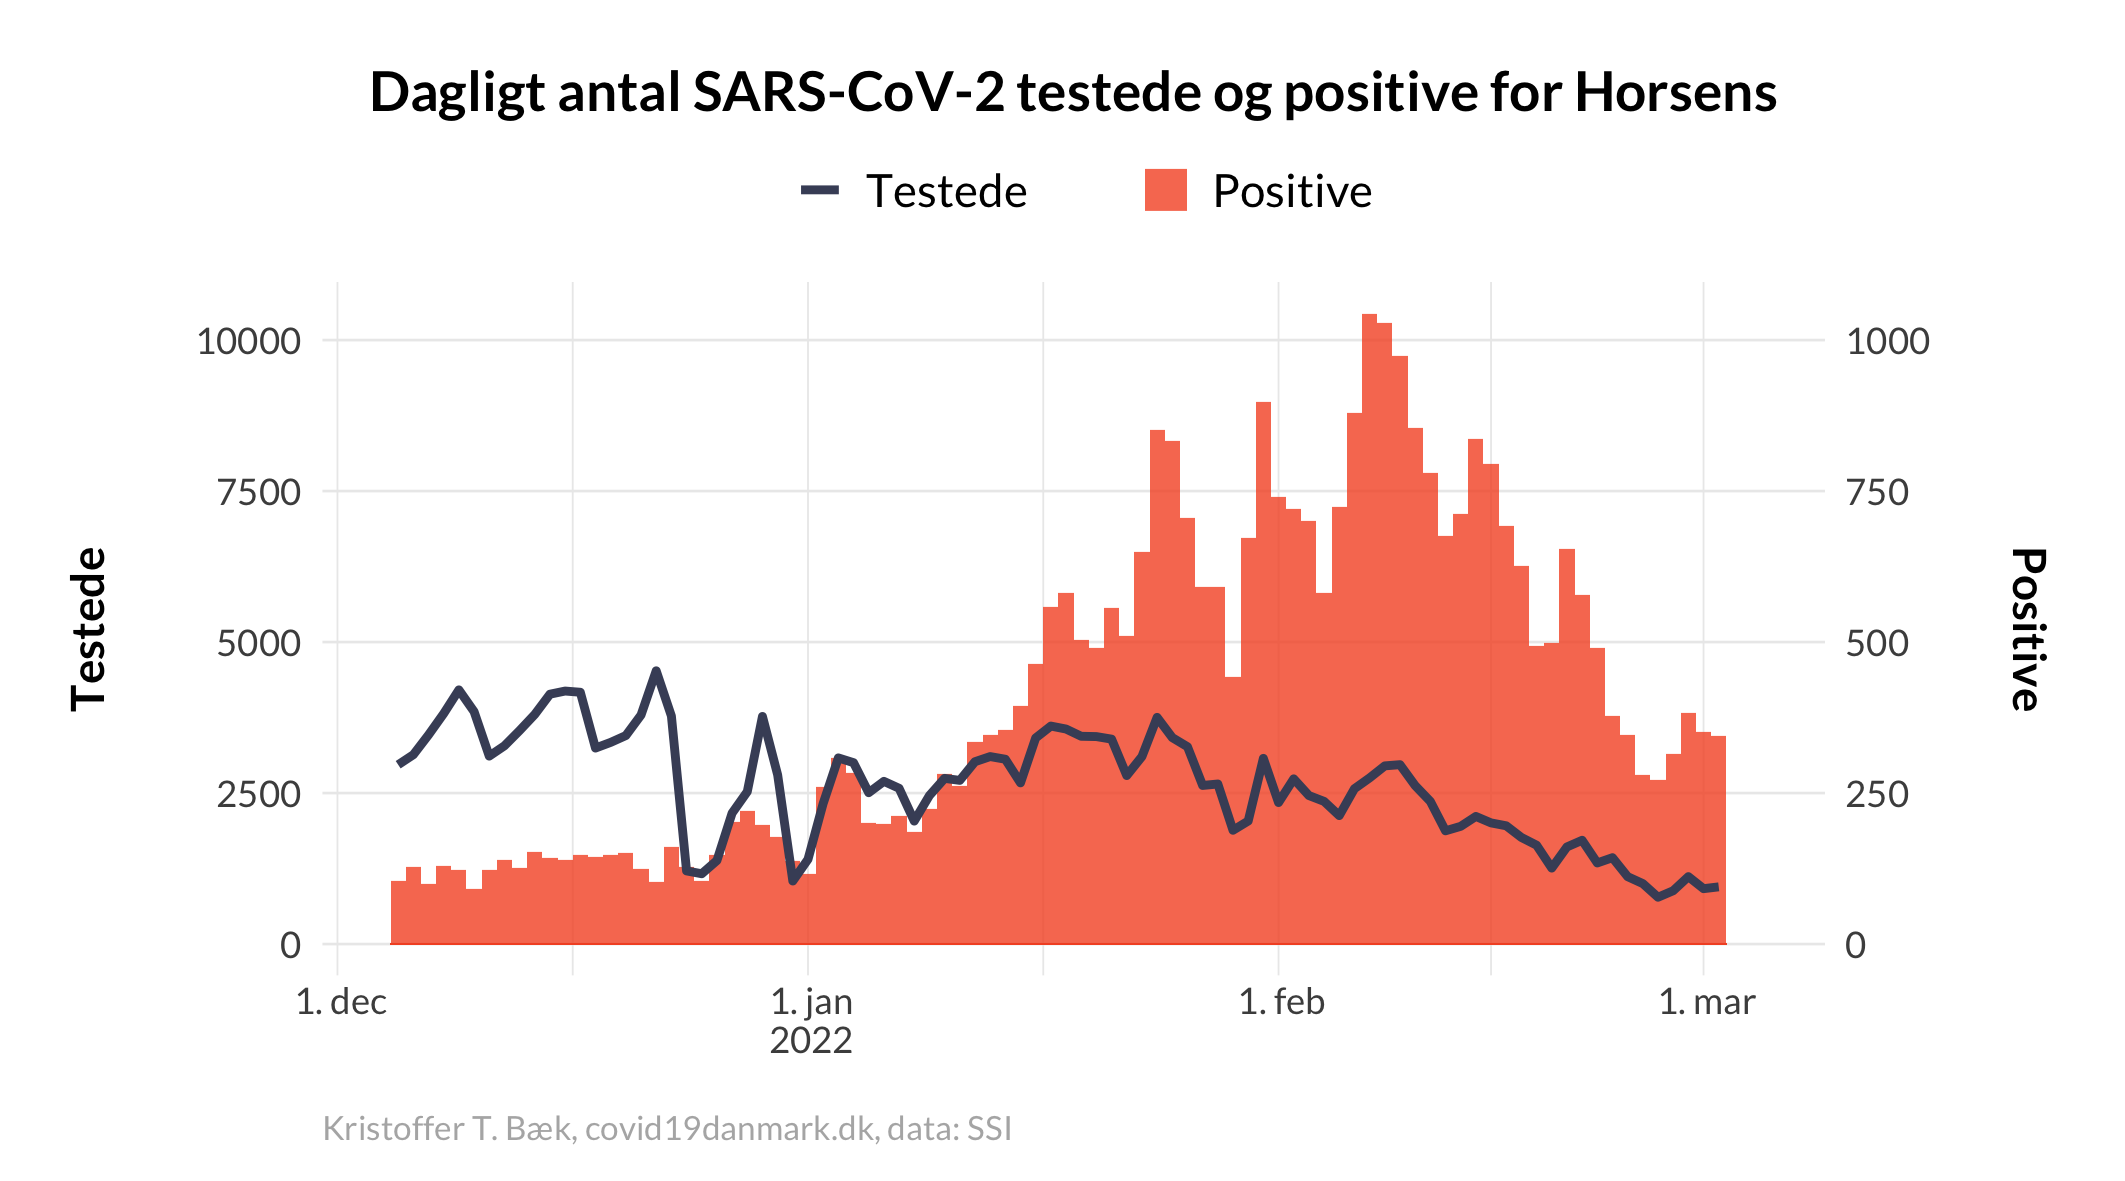 Dagligt antal SARS-CoV-2 testede og positive for Horsens
Testede Positive
10000 1000
7500 750
5000 500
2500 250
0 0
Testede
Positive
1. dec 1. jan 1. feb 1. mar
2022
Kristoffer T. Bæk, covid19danmark.dk, data: SSI